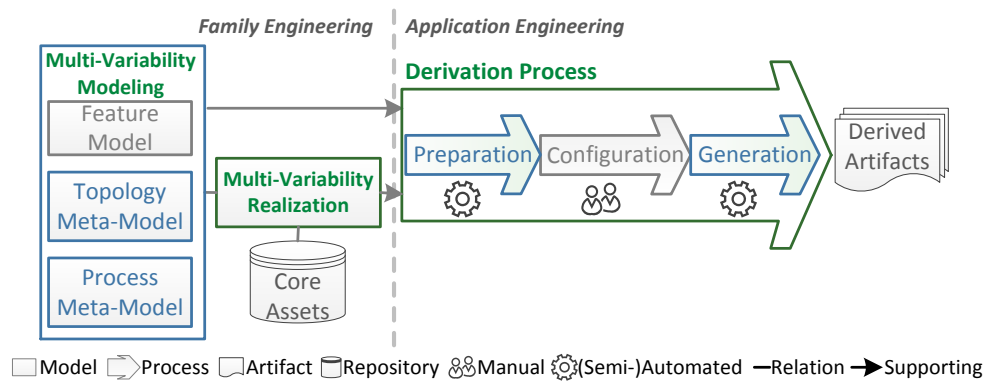 Family Engineering
Application Engineering
Multi-Variability
Modeling
Feature
Model
Topology
Meta-Model
Process
Meta-Model
Multi-Variability
Realization
Core
Assets
Derivation Process
Preparation
Configuration
Generation
Derived
Artifacts
Model Process Artifact Repository Manual (Semi-)Automated Relation Supporting